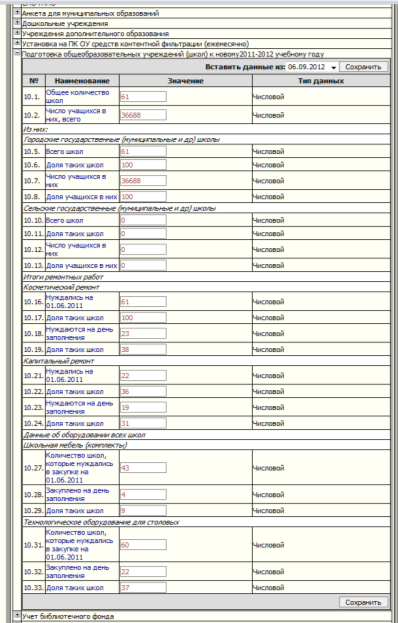 Анкета для муниципальных образований
Дошкольные учреждения
Учреждения дополнительного образования
Установка на ПК ОУ средств контентной фильтрации (ежемесячно)
Подготовка общеобразовательных учреждений (школ) к новому2011-2012 учебному году
Вставить данные из: 06.09.2012 Сохранить
№ Наименование Значение Тип данных
10.1. Общее количество школ 61 Числовой
10.2. Число учащихся в них, всего 36688 Числовой
Из них:
Городские государственные (муниципальные и др) школы
10.5. Всего школ 61 Числовой
10.6. Доля таких школ 100 Числовой
10.7. Число учащихся в них 36688 Числовой
10.8. Доля учащихся в них 100 Числовой
Сельские государственные (муниципальные и др) школы
10.10. Всего школ 0 Числовой
10.11. Доля таких школ 0 Числовой
10.12. Число учащихся в них 0 Числовой
10.13. Доля учащихся в них 0 Числовой
Итоги ремонтных работ
Косметический ремонт
10.16. Нуждались на 01.06.2011 61 Числовой
10.17. Доля таких школ 100 Числовой
10.18. Нуждаются на день заполнения 23 Числовой
10.19. Доля таких школ 38 Числовой
Капитальный ремонт
10.21. Нуждались на 01.06.2011 22 Числовой
10.22. Доля таких школ 36 Числовой
10.23. Нуждаются на день заполнения 19 Числовой
10.24. Доля таких школ 31 Числовой
Данные об оборудовании всех школ
Школьная мебель (комплекты)
10.27. Количество школ, которые нуждались в закупке на 01.06.2011 43 Числовой
10.28. Закуплено на день заполнения 4 Числовой
10.29. Доля таких школ 9 Числовой
Технологическое оборудование для столовых
10.31. Количество школ, которые нуждались в закупке на 01.06.2011 60 Числовой
10.32. Закуплено на день заполнения 22 Числовой
10.33. Доля таких школ 37 Числовой
Сохранить
Учет библиотечного фонда